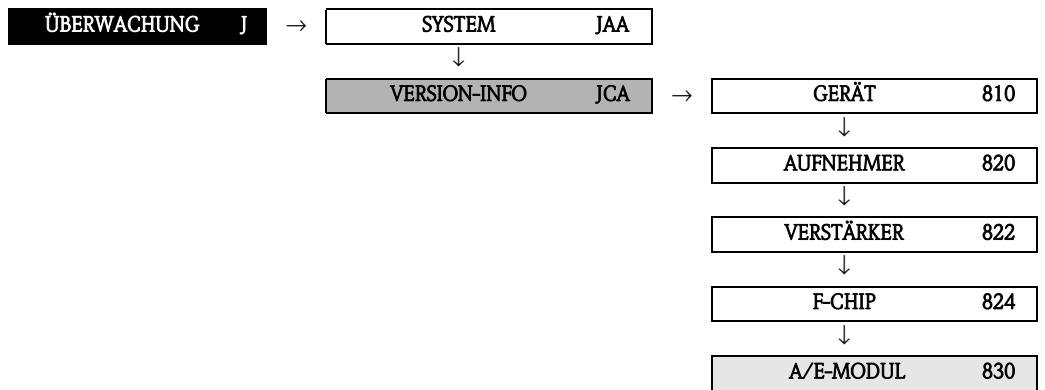 ÜBERWACHUNG J → SYSTEM JAA
↓
VERSION-INFO JCA → GERÄT 810
↓
AUFNEHMER 820
↓
VERSTÄRKER 822
↓
F-CHIP 824
↓
A/E-MODUL 830